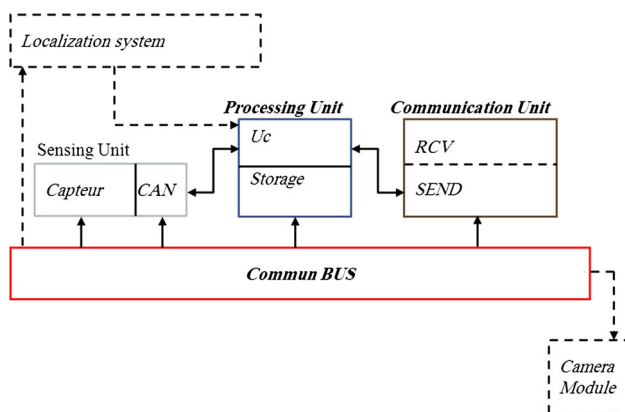 Localization system
Processing Unit
Communication Unit
Uc
RCV
Sensing Unit
Capteur
CAN
Storage
SEND
Commun BUS
Camera
Module